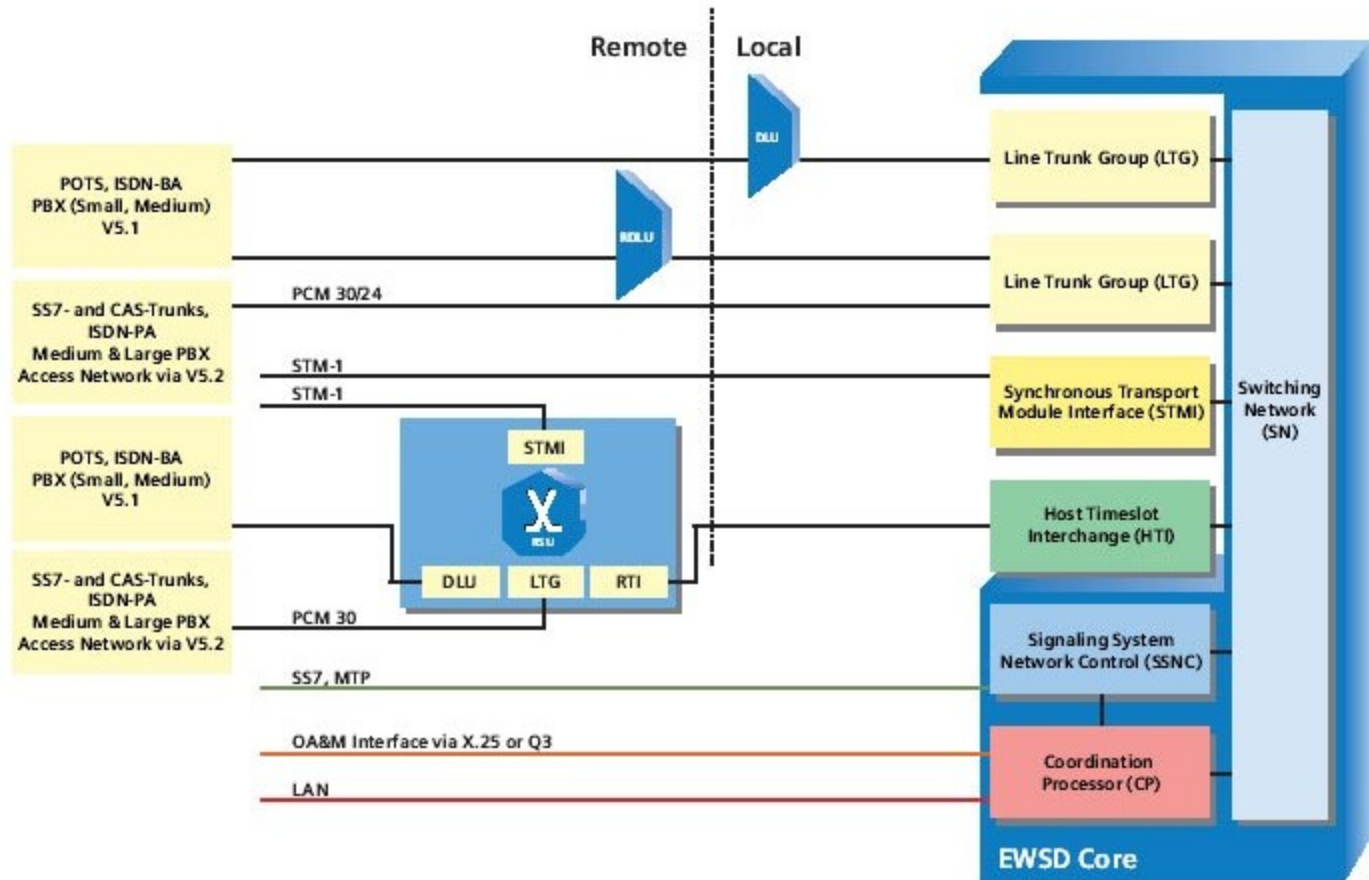 Remote
Local
DLU
RDLU
POTS, ISDN-BA
PBX (Small, Medium)
V5.1
SS7- and CAS-Trunks,
ISDN-PA
Medium & Large PBX
Access Network via V5.2
POTS, ISDN-BA
PBX (Small, Medium)
V5.1
SS7- and CAS-Trunks,
ISDN-PA
Medium & Large PBX
Access Network via V5.2
PCM 30/24
STM-1
STM-1
STMI
RSU
DLU
LTG
RTI
PCM 30
SS7, MTP
OA&M Interface via X.25 or Q3
LAN
Line Trunk Group (LTG)
Line Trunk Group (LTG)
Synchronous Transport
Module Interface (STMI)
Host Timeslot
Interchange (HTI)
Signaling System
Network Control (SSNC)
Coordination
Processor (CP)
Switching
Network
(SN)
EWSD Core